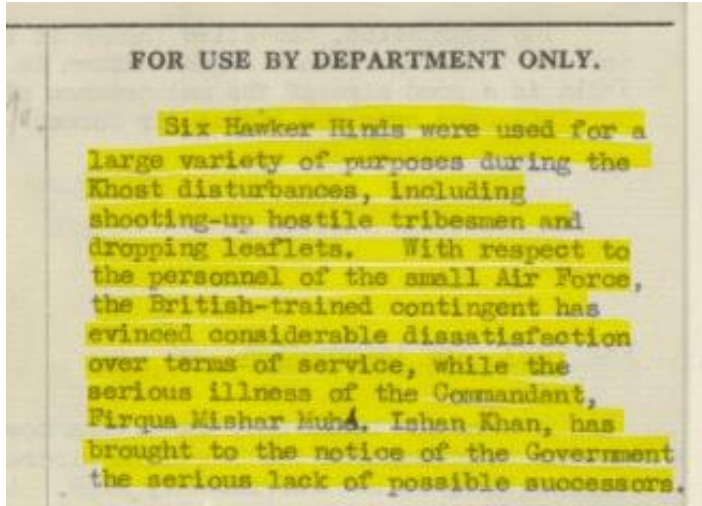 FOR USE BY DEPARTMENT ONLY.
Six Hawker Hinds were used for a
large variety of purposes during the
Khost disturbances, including
shooting-up hostile tribesmen and
dropping leaflets. With respect to
the personnel of the small Air Force,
the British-trained contingent has
evinced considerable dissatisfaction
over terms of service, while the
serious illness of the Commandant,
Firqua Mishar Muhd. Ishan Khan, has
brought to the notice of the Government
the serious lack of possible successors.